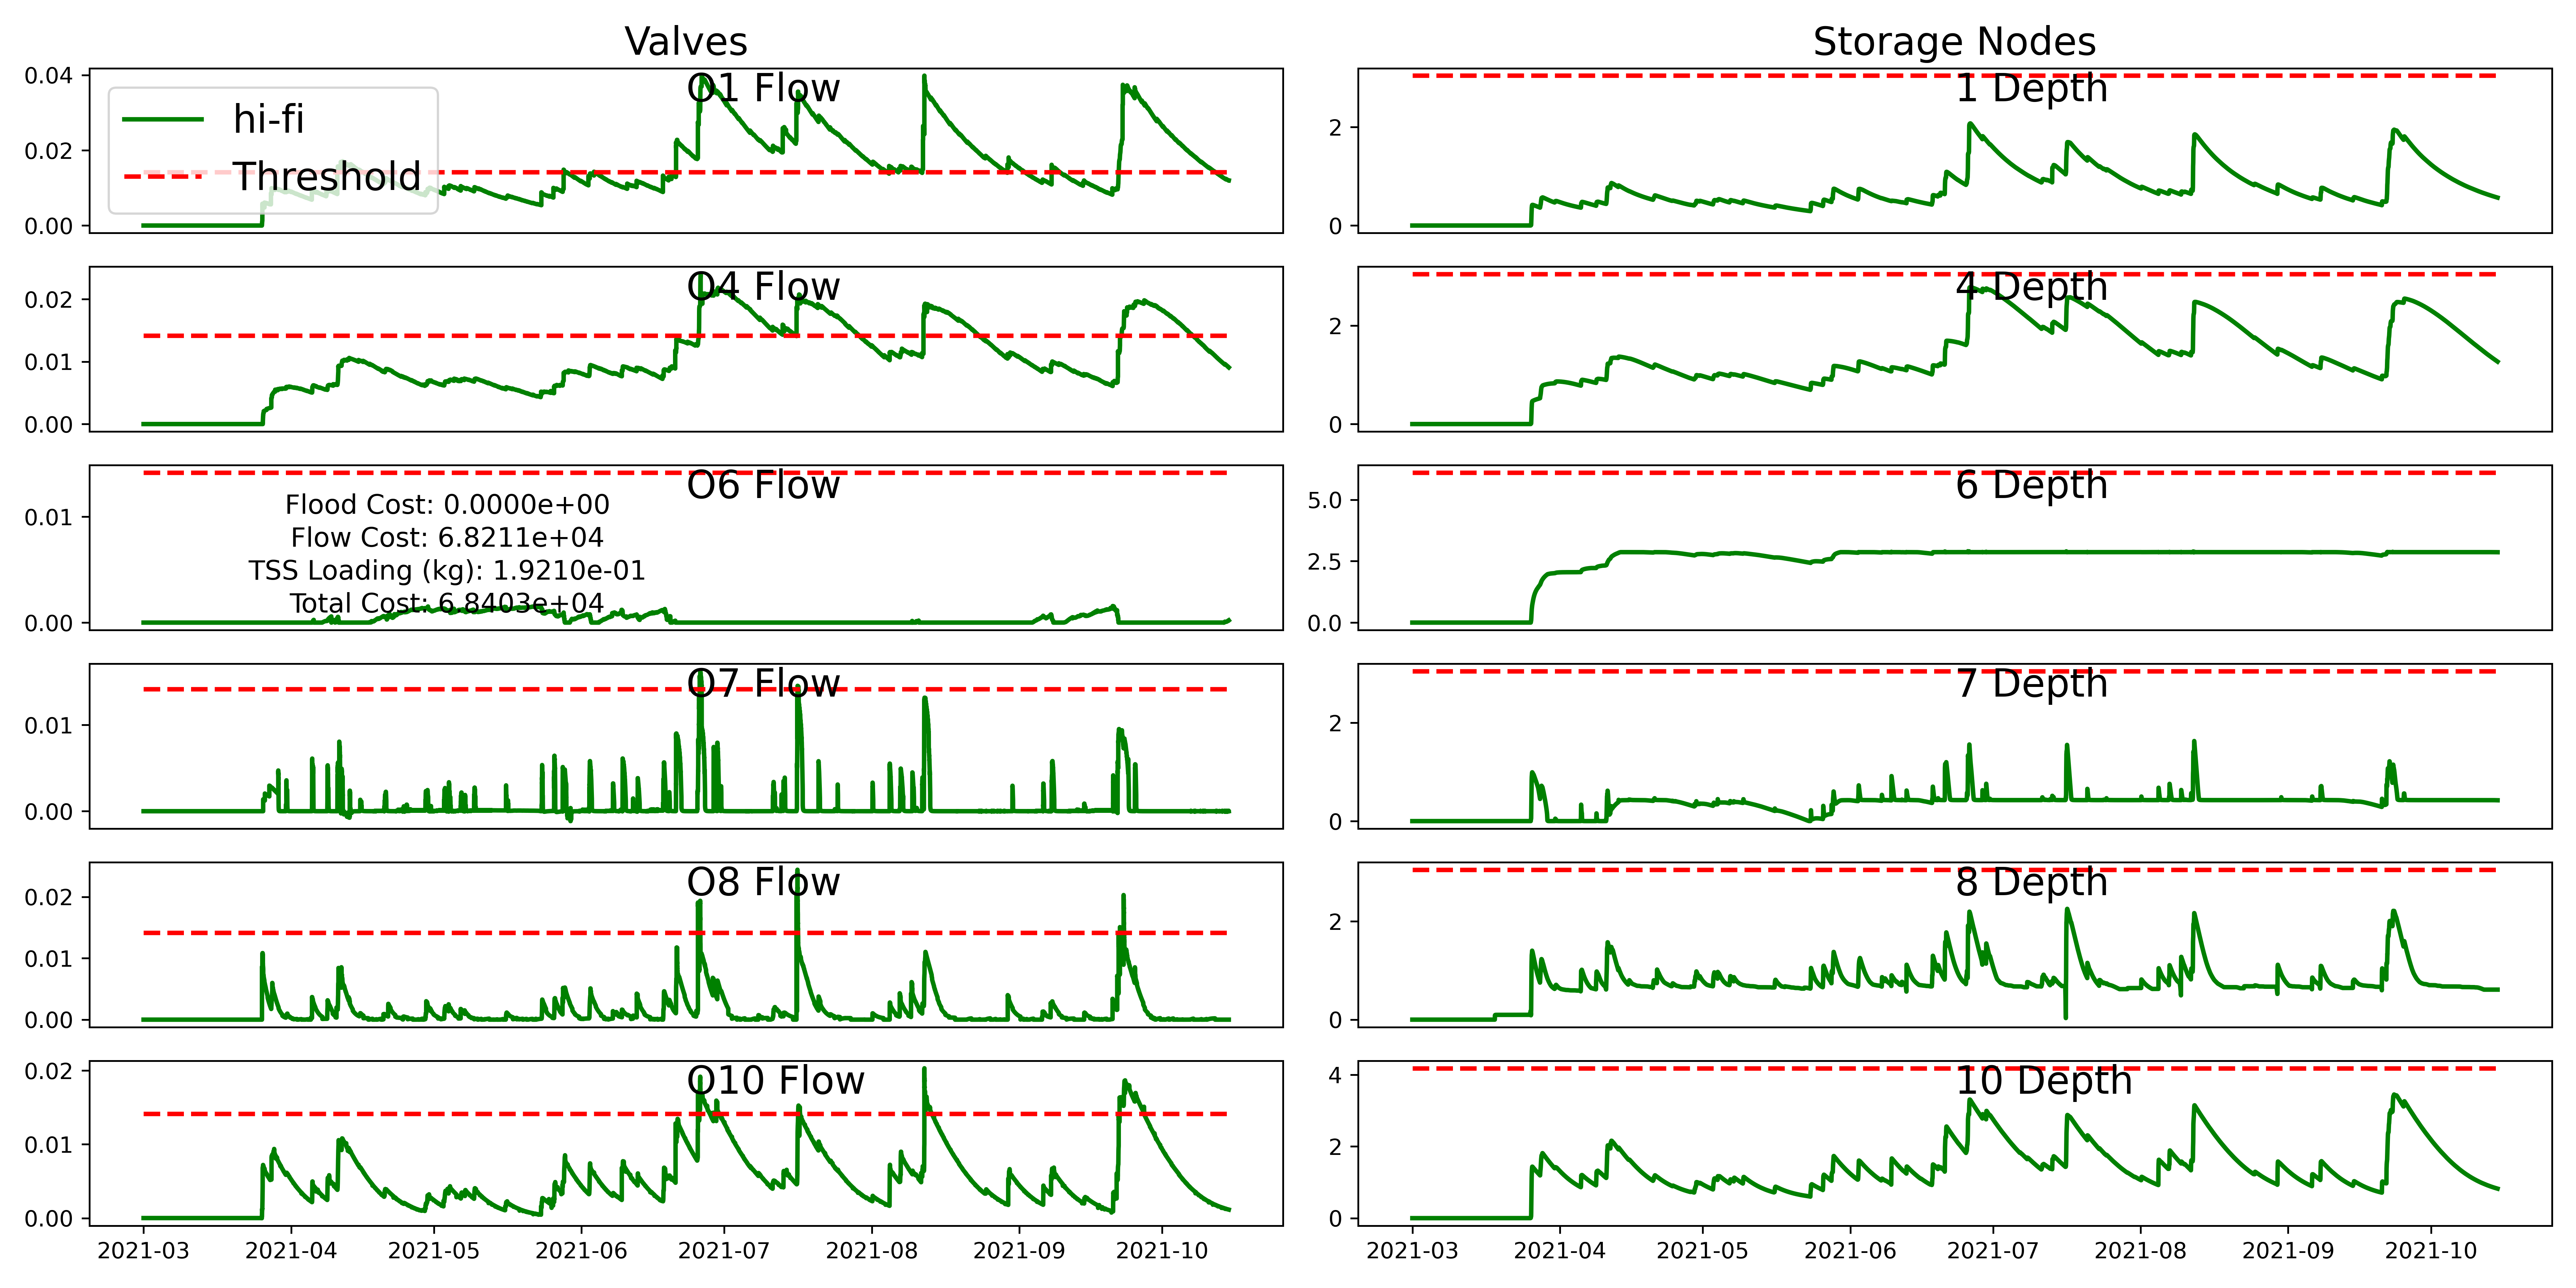 Valves
Storage Nodes
O1 Flow
hi-fi
Threshold
0.04
0.02
0.00
1 Depth
2
0
O4 Flow
0.02
0.01
0.00
4 Depth
2
0
O6 Flow
Flood Cost: 0.0000e+00
Flow Cost: 6.8211e+04
TSS Loading (kg): 1.9210e-01
Total Cost: 6.8403e+04
0.01
0.00
6 Depth
5.0
2.5
0.0
O7 Flow
0.01
0.00
7 Depth
2
0
O8 Flow
0.02
0.01
0.00
8 Depth
2
0
O10 Flow
0.02
0.01
0.00
10 Depth
4
2
0
2021-03 2021-04 2021-05 2021-06 2021-07 2021-08 2021-09 2021-10
2021-03 2021-04 2021-05 2021-06 2021-07 2021-08 2021-09 2021-10